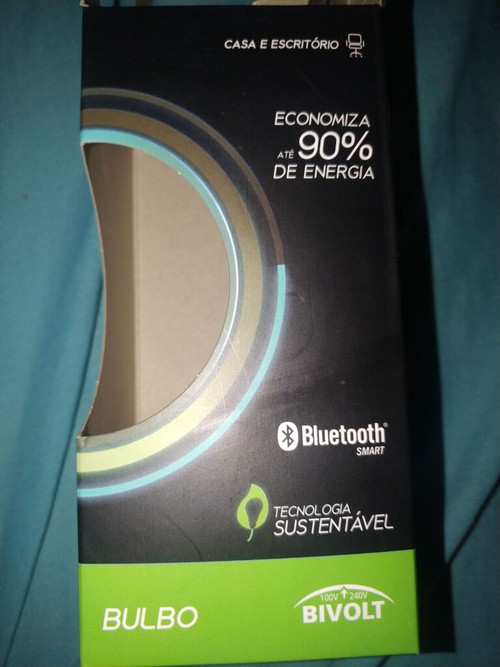 CASA E ESCRITÓRIO
ECONOMIZA
ATÉ 90%
DE ENERGIA
Bluetooth®
SMART
TECNOLOGIA
SUSTENTÁVEL
BULBO
100V 240V
BIVOLT